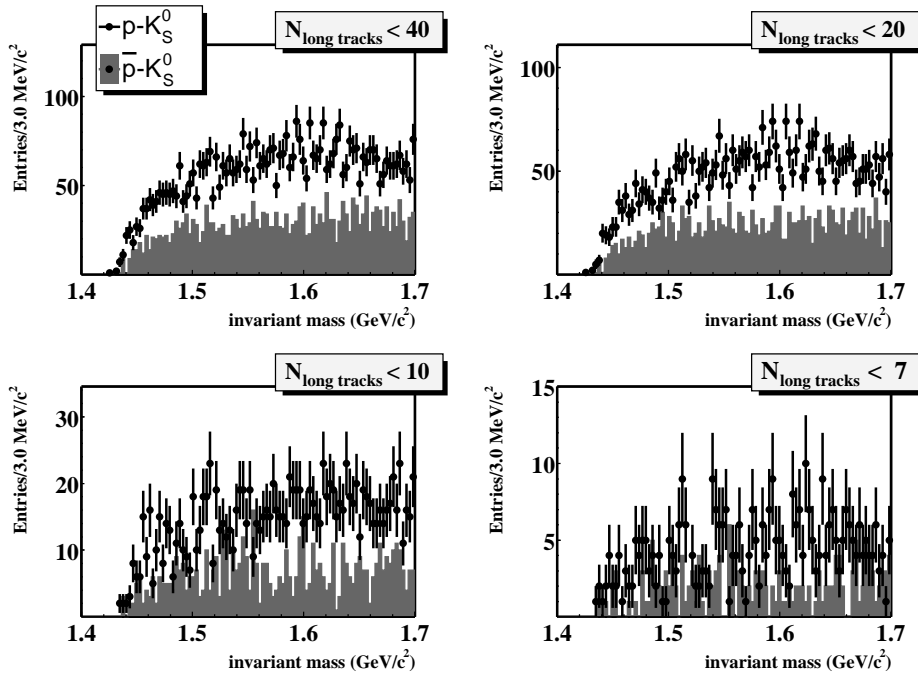 p-K⁰_S
p̄-K⁰_S
N_long tracks < 40
Entries/3.0 MeV/c²
100
50
1.4 1.5 1.6 1.7
invariant mass (GeV/c²)
N_long tracks < 20
Entries/3.0 MeV/c²
100
50
1.4 1.5 1.6 1.7
invariant mass (GeV/c²)
N_long tracks < 10
Entries/3.0 MeV/c²
30
20
10
1.4 1.5 1.6 1.7
invariant mass (GeV/c²)
N_long tracks < 7
Entries/3.0 MeV/c²
15
10
5
1.4 1.5 1.6 1.7
invariant mass (GeV/c²)